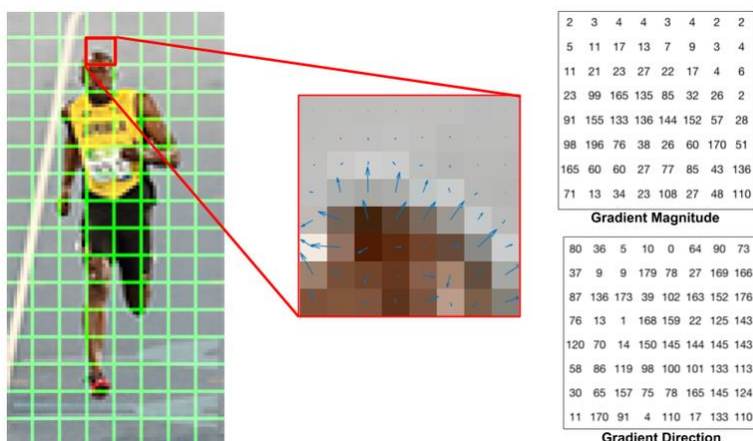 2 3 4 4 3 4 2 2
5 11 17 13 7 9 3 4
11 21 23 27 22 17 4 6
23 99 165 135 85 32 26 2
91 155 133 136 144 152 57 28
98 196 76 38 26 60 170 51
165 60 60 27 77 85 43 136
71 13 34 23 108 27 48 110
Gradient Magnitude
80 36 5 10 0 64 90 73
37 9 9 179 78 27 169 166
87 136 173 39 102 163 152 176
76 13 1 168 159 22 125 143
120 70 14 150 145 144 145 143
58 86 119 98 100 101 133 113
30 65 157 75 78 165 145 124
11 170 91 4 110 17 133 110
Gradient Direction